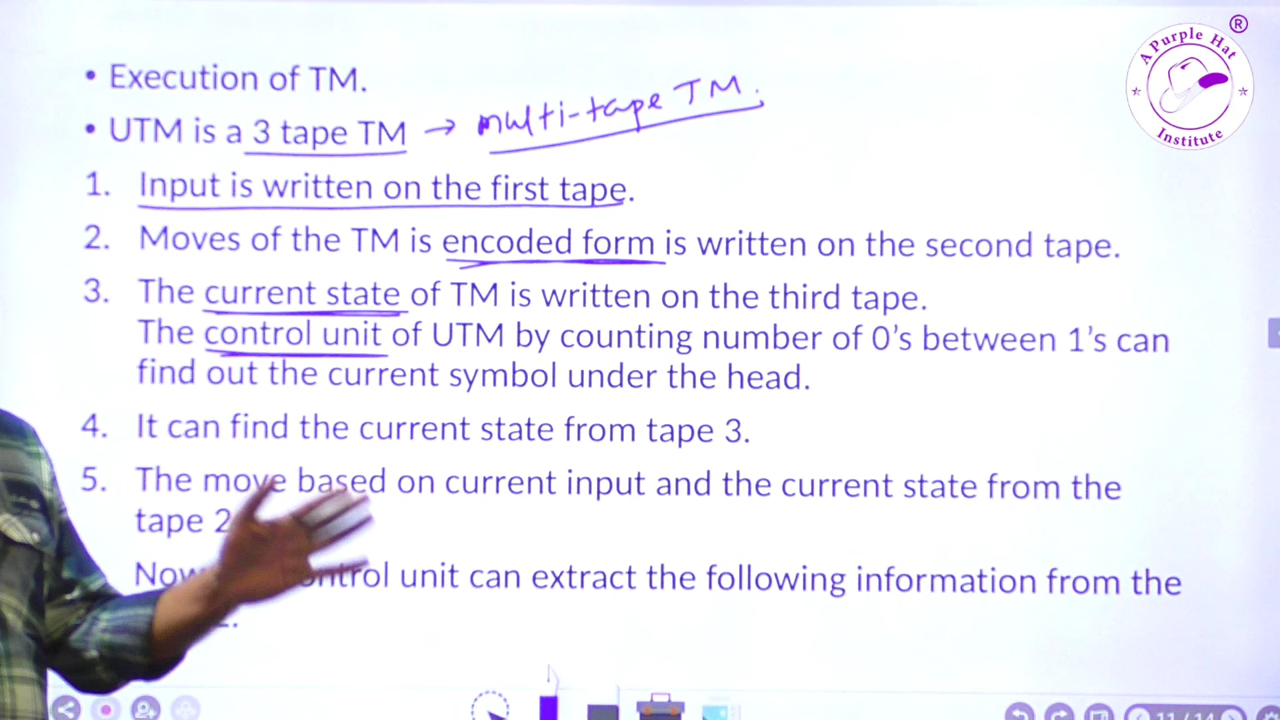 A Purple Hat
Institute
®
• Execution of TM.
• UTM is a 3 tape TM → multi-tape TM.
1. Input is written on the first tape.
2. Moves of the TM is encoded form is written on the second tape.
3. The current state of TM is written on the third tape.
The control unit of UTM by counting number of 0's between 1's can
find out the current symbol under the head.
4. It can find the current state from tape 3.
5. The move based on current input and the current state from the
tape 2
Now control unit can extract the following information from the
11 / 14